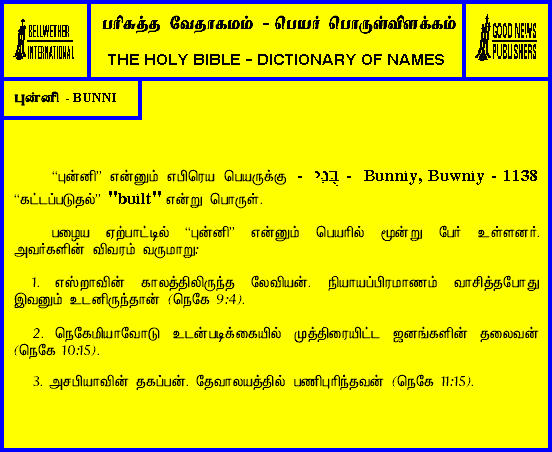 BELLWETHER
INTERNATIONAL
பரிசுத்த வேதாகமம் - பெயர் பொருள்விளக்கம்
THE HOLY BIBLE - DICTIONARY OF NAMES
GOOD NEWS
PUBLISHERS
புன்னி - BUNNI
“புன்னி” என்னும் எபிரெய பெயருக்கு - בֻּנִּי - Bunniy, Buwniy - 1138
“கட்டப்படுதல்” "built" என்று பொருள்.
பழைய ஏற்பாட்டில் “புன்னி” என்னும் பெயரில் மூன்று பேர் உள்ளனர்.
அவர்களின் விவரம் வருமாறு:
1. எஸ்றாவின் காலத்திலிருந்த லேவியன். நியாயப்பிரமாணம் வாசித்தபோது
இவனும் உடனிருந்தான் (நெகே 9:4).
2. நெகேமியாவோடு உடன்படிக்கையில் முத்திரையிட்ட ஜனங்களின் தலைவன்
(நெகே 10:15).
3. அசபியாவின் தகப்பன். தேவாலயத்தில் பணிபுரிந்தவன் (நெகே 11:15).